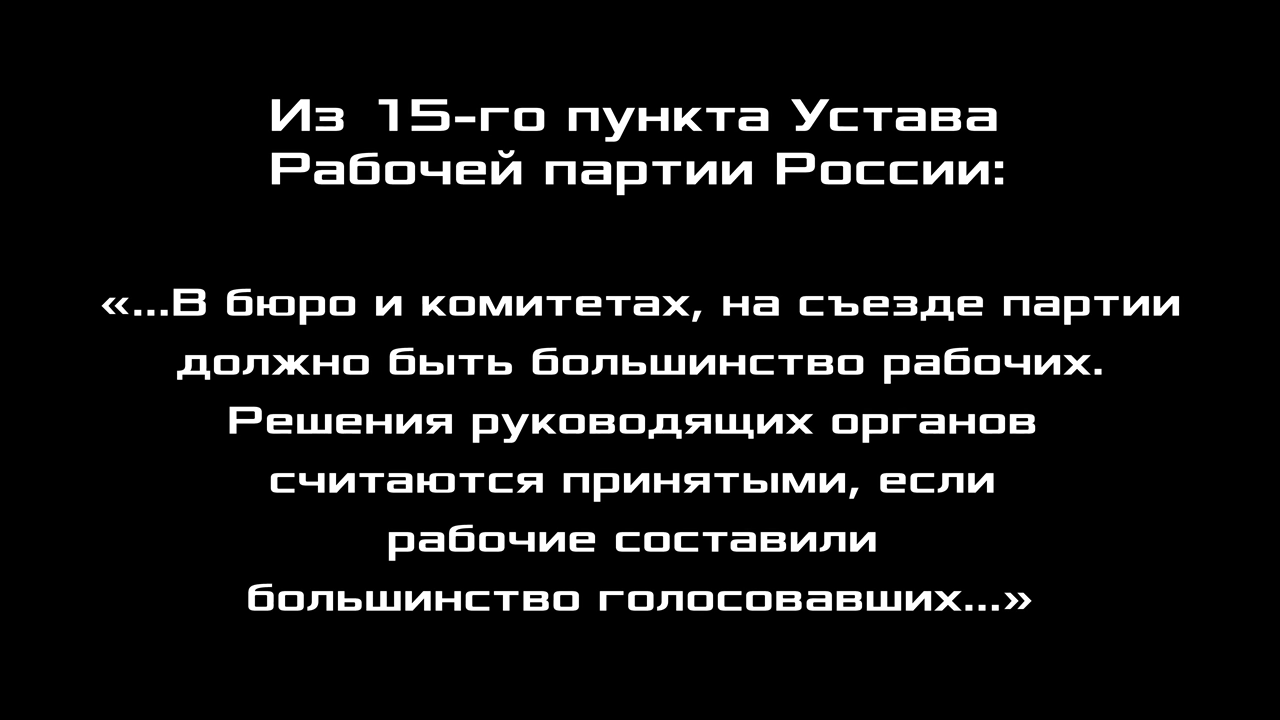 Из 15-го пункта Устава
Рабочей партии России:
«...В бюро и комитетах, на съезде партии
должно быть большинство рабочих.
Решения руководящих органов
считаются принятыми, если
рабочие составили
большинство голосовавших...»